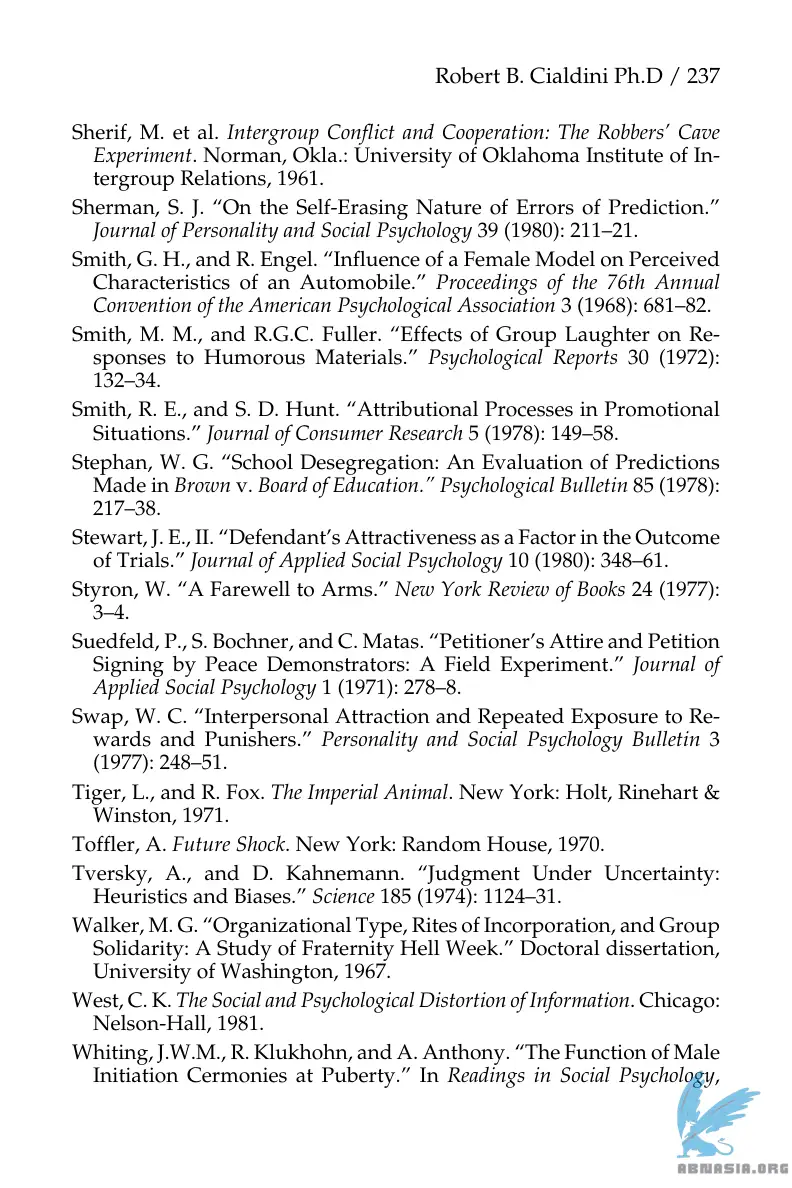 Robert B. Cialdini Ph.D / 237
Sherif, M. et al. Intergroup Conflict and Cooperation: The Robbers’ Cave
Experiment. Norman, Okla.: University of Oklahoma Institute of In-
tergroup Relations, 1961.
Sherman, S. J. “On the Self-Erasing Nature of Errors of Prediction.”
Journal of Personality and Social Psychology 39 (1980): 211–21.
Smith, G. H., and R. Engel. “Influence of a Female Model on Perceived
Characteristics of an Automobile.” Proceedings of the 76th Annual
Convention of the American Psychological Association 3 (1968): 681–82.
Smith, M. M., and R.G.C. Fuller. “Effects of Group Laughter on Re-
sponses to Humorous Materials.” Psychological Reports 30 (1972):
132–34.
Smith, R. E., and S. D. Hunt. “Attributional Processes in Promotional
Situations.” Journal of Consumer Research 5 (1978): 149–58.
Stephan, W. G. “School Desegregation: An Evaluation of Predictions
Made in Brown v. Board of Education.” Psychological Bulletin 85 (1978):
217–38.
Stewart, J. E., II. “Defendant’s Attractiveness as a Factor in the Outcome
of Trials.” Journal of Applied Social Psychology 10 (1980): 348–61.
Styron, W. “A Farewell to Arms.” New York Review of Books 24 (1977):
3–4.
Suedfeld, P., S. Bochner, and C. Matas. “Petitioner’s Attire and Petition
Signing by Peace Demonstrators: A Field Experiment.” Journal of
Applied Social Psychology 1 (1971): 278–8.
Swap, W. C. “Interpersonal Attraction and Repeated Exposure to Re-
wards and Punishers.” Personality and Social Psychology Bulletin 3
(1977): 248–51.
Tiger, L., and R. Fox. The Imperial Animal. New York: Holt, Rinehart &
Winston, 1971.
Toffler, A. Future Shock. New York: Random House, 1970.
Tversky, A., and D. Kahnemann. “Judgment Under Uncertainty:
Heuristics and Biases.” Science 185 (1974): 1124–31.
Walker, M. G. “Organizational Type, Rites of Incorporation, and Group
Solidarity: A Study of Fraternity Hell Week.” Doctoral dissertation,
University of Washington, 1967.
West, C. K. The Social and Psychological Distortion of Information. Chicago:
Nelson-Hall, 1981.
Whiting, J.W.M., R. Klukhohn, and A. Anthony. “The Function of Male
Initiation Cermonies at Puberty.” In Readings in Social Psychology,
ABNASIA.ORG